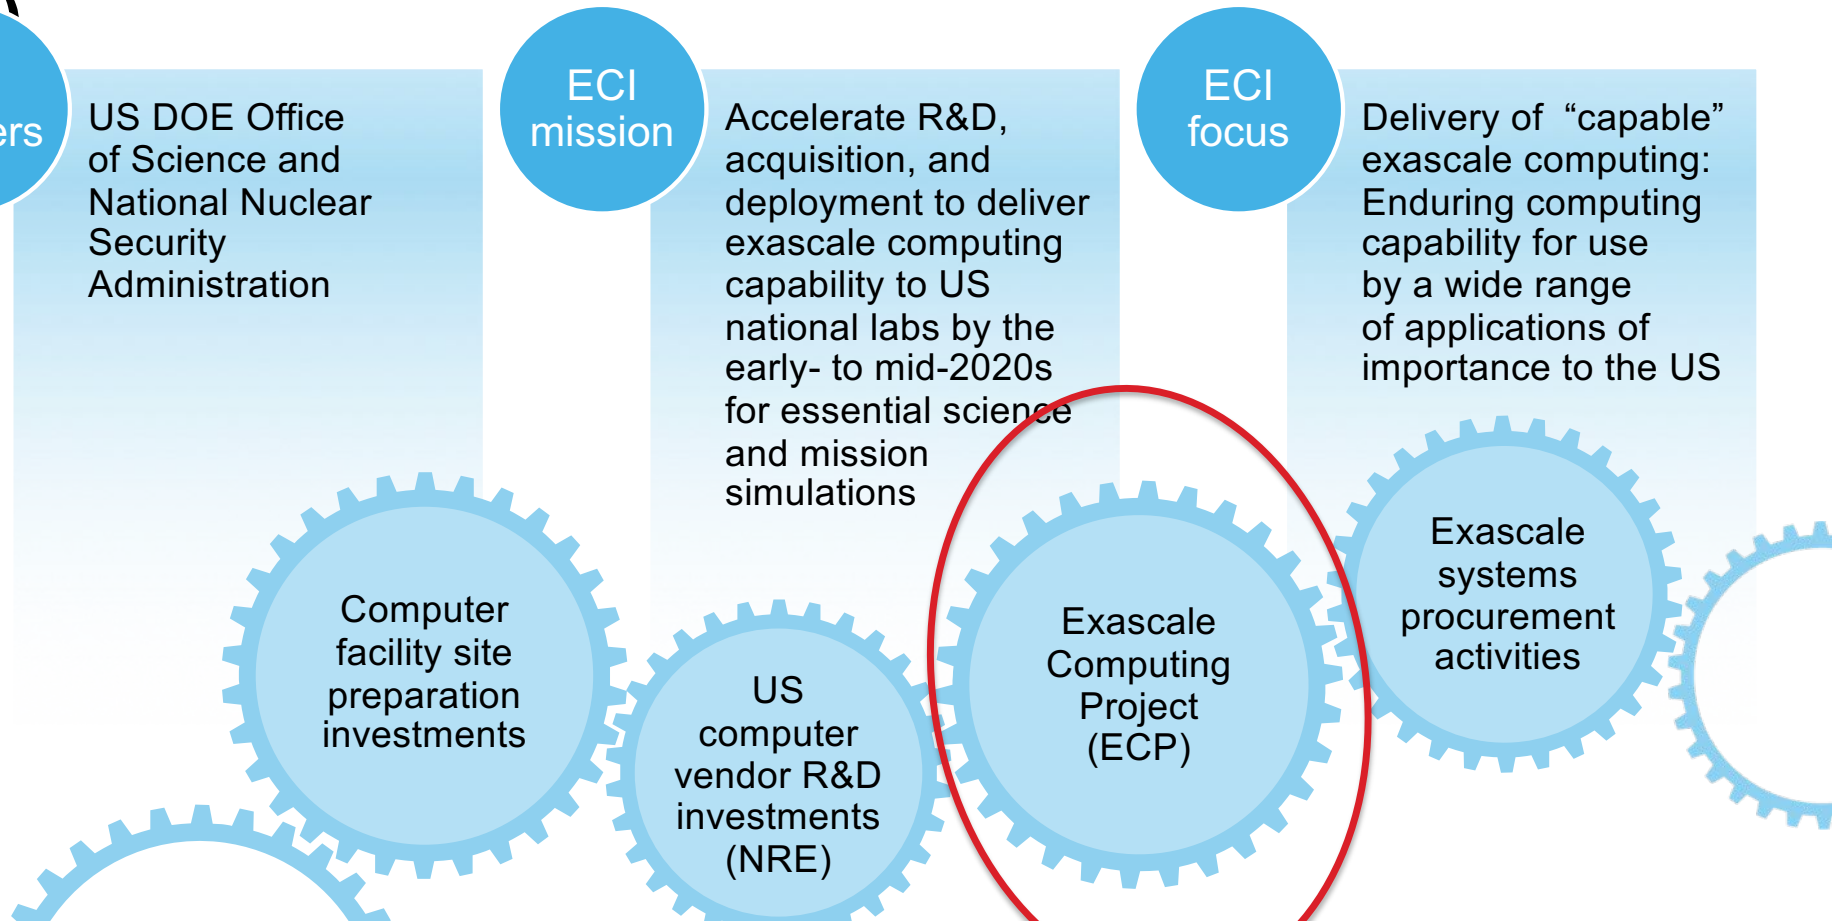 US DOE Office
of Science and
National Nuclear
Security
Administration
ECI
mission
Accelerate R&D,
acquisition, and
deployment to deliver
exascale computing
capability to US
national labs by the
early- to mid-2020s
for essential science
and mission
simulations
ECI
focus
Delivery of “capable”
exascale computing:
Enduring computing
capability for use
by a wide range
of applications of
importance to the US
Computer
facility site
preparation
investments
US
computer
vendor R&D
investments
(NRE)
Exascale
Computing
Project
(ECP)
Exascale
systems
procurement
activities